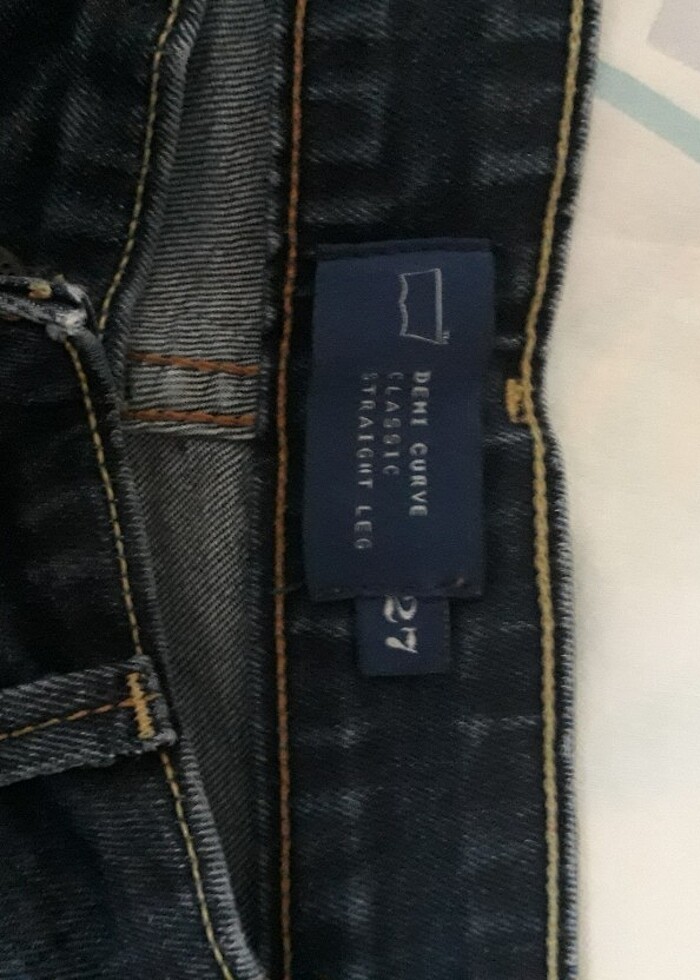 DEMI CURVE
CLASSIC
STRAIGHT LEG
27